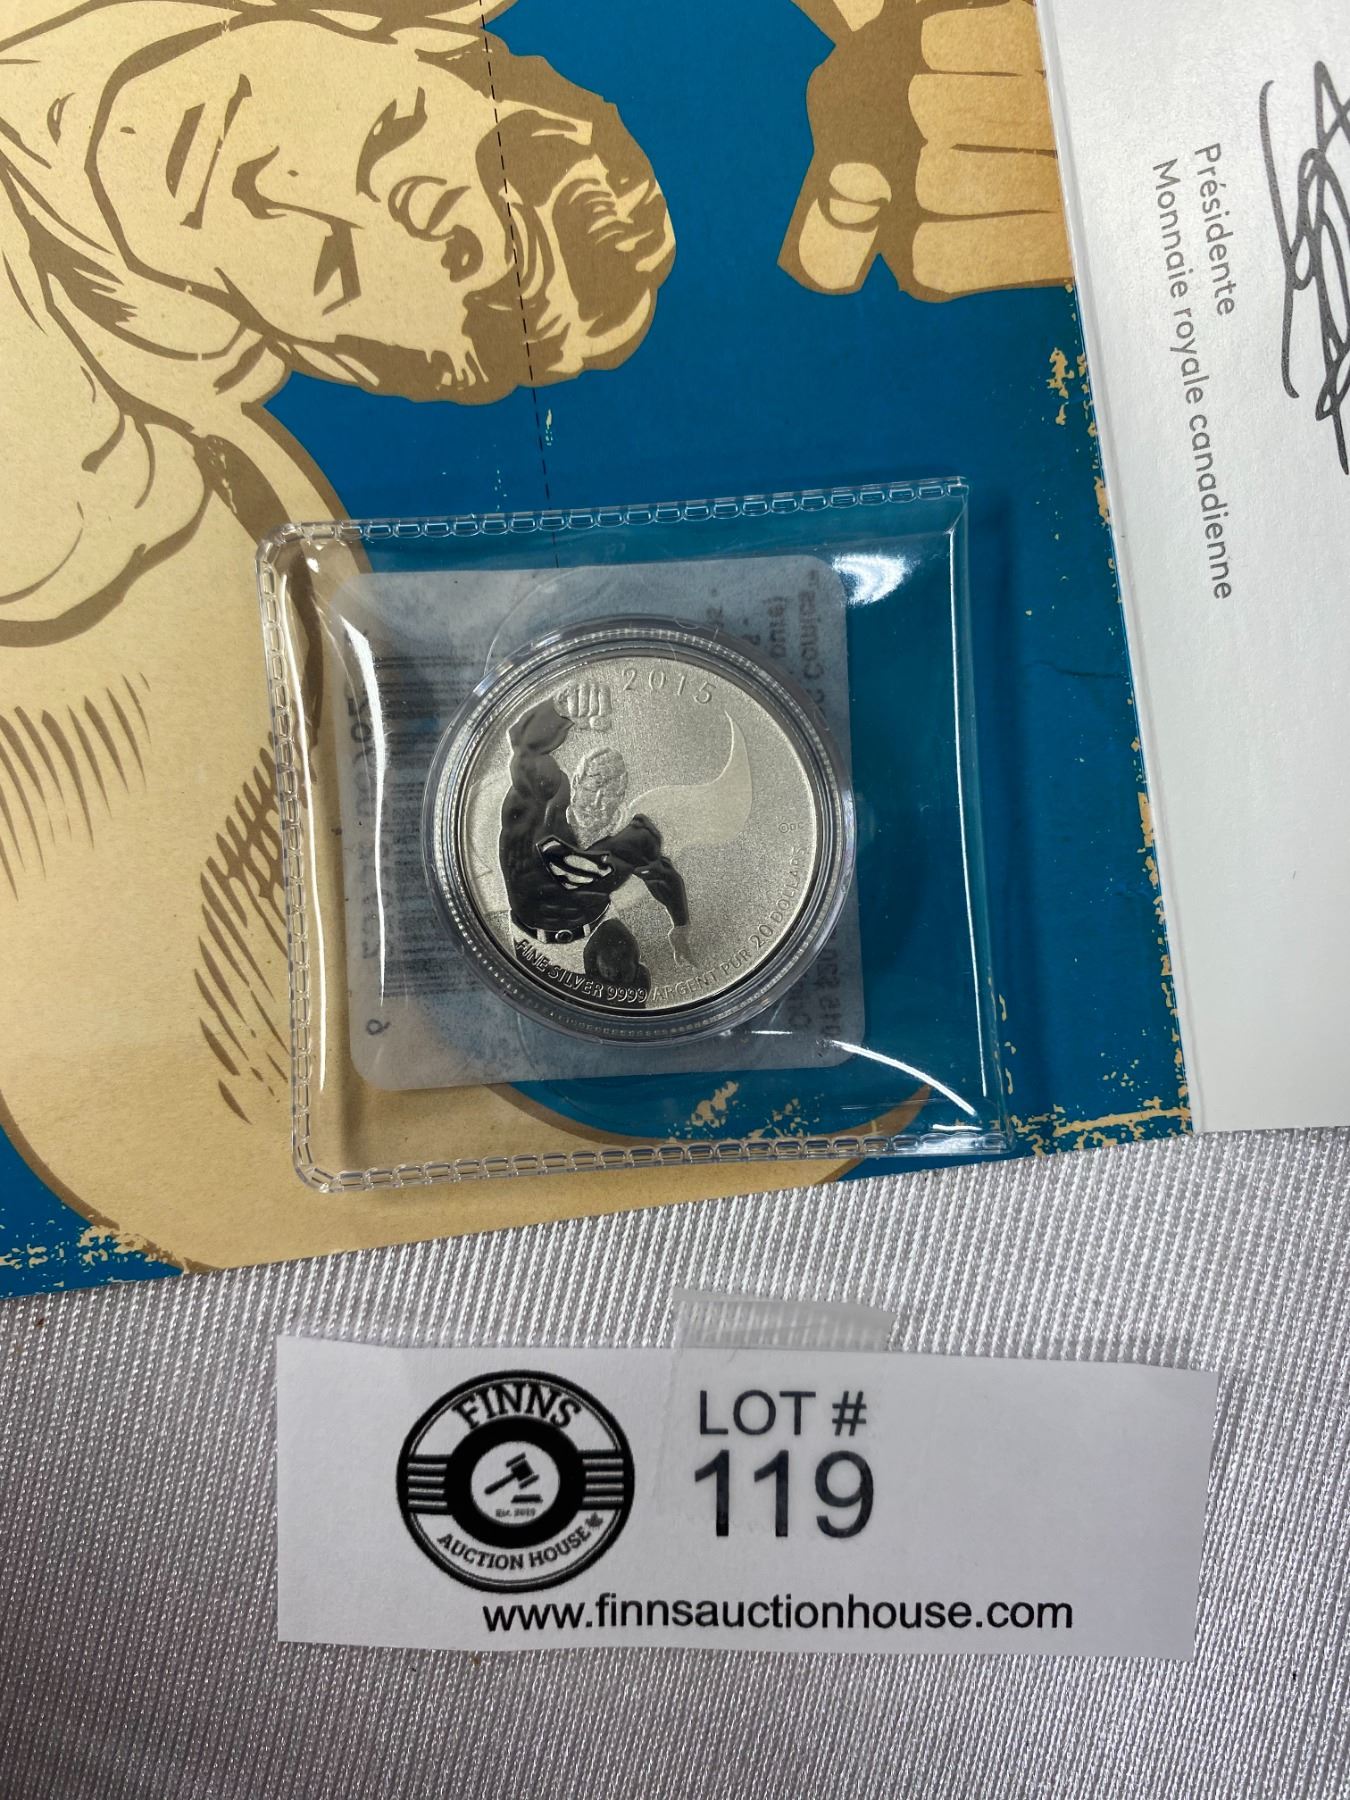 Présidente
Monnaie royale canadienne
2015
FINE SILVER 9999 ARGENT PUR 20 DOLLARS
FINNS
Est. 2019
AUCTION HOUSE
LOT #
119
www.finnsauctionhouse.com